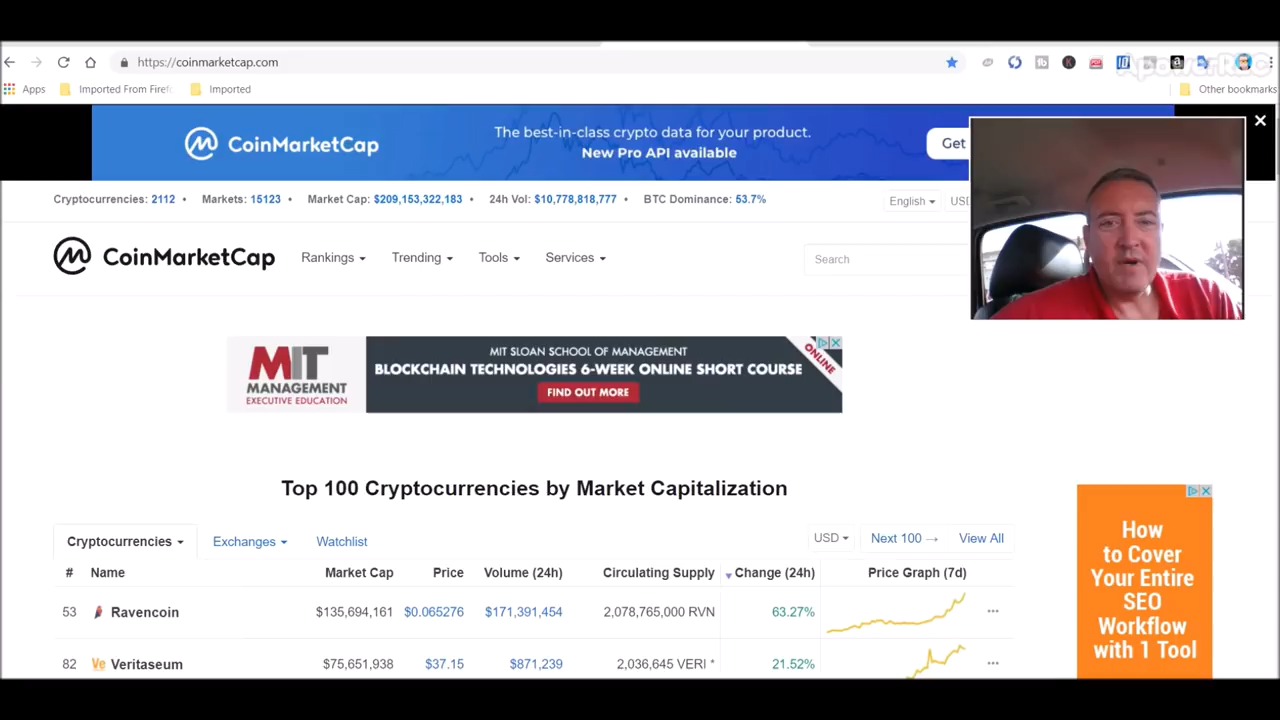 https://coinmarketcap.com
ApowerREC
Apps
Imported From Firef
Imported
Other bookmarks
CoinMarketCap
The best-in-class crypto data for your product.
New Pro API available
Get
Cryptocurrencies: 2112 • Markets: 15123 • Market Cap: $209,153,322,183 • 24h Vol: $10,778,818,777 • BTC Dominance: 53.7%
English
USD
CoinMarketCap
Rankings
Trending
Tools
Services
Search
MIT
MANAGEMENT
EXECUTIVE EDUCATION
MIT SLOAN SCHOOL OF MANAGEMENT
BLOCKCHAIN TECHNOLOGIES 6-WEEK ONLINE SHORT COURSE
FIND OUT MORE
ONLINE
Top 100 Cryptocurrencies by Market Capitalization
Cryptocurrencies
Exchanges
Watchlist
USD
Next 100 →
View All
# Name Market Cap Price Volume (24h) Circulating Supply Change (24h) Price Graph (7d)
53 Ravencoin $135,694,161 $0.065276 $171,391,454 2,078,765,000 RVN 63.27%
82 Veritaseum $75,651,938 $37.15 $871,239 2,036,645 VERI * 21.52%
How
to Cover
Your Entire
SEO
Workflow
with 1 Tool